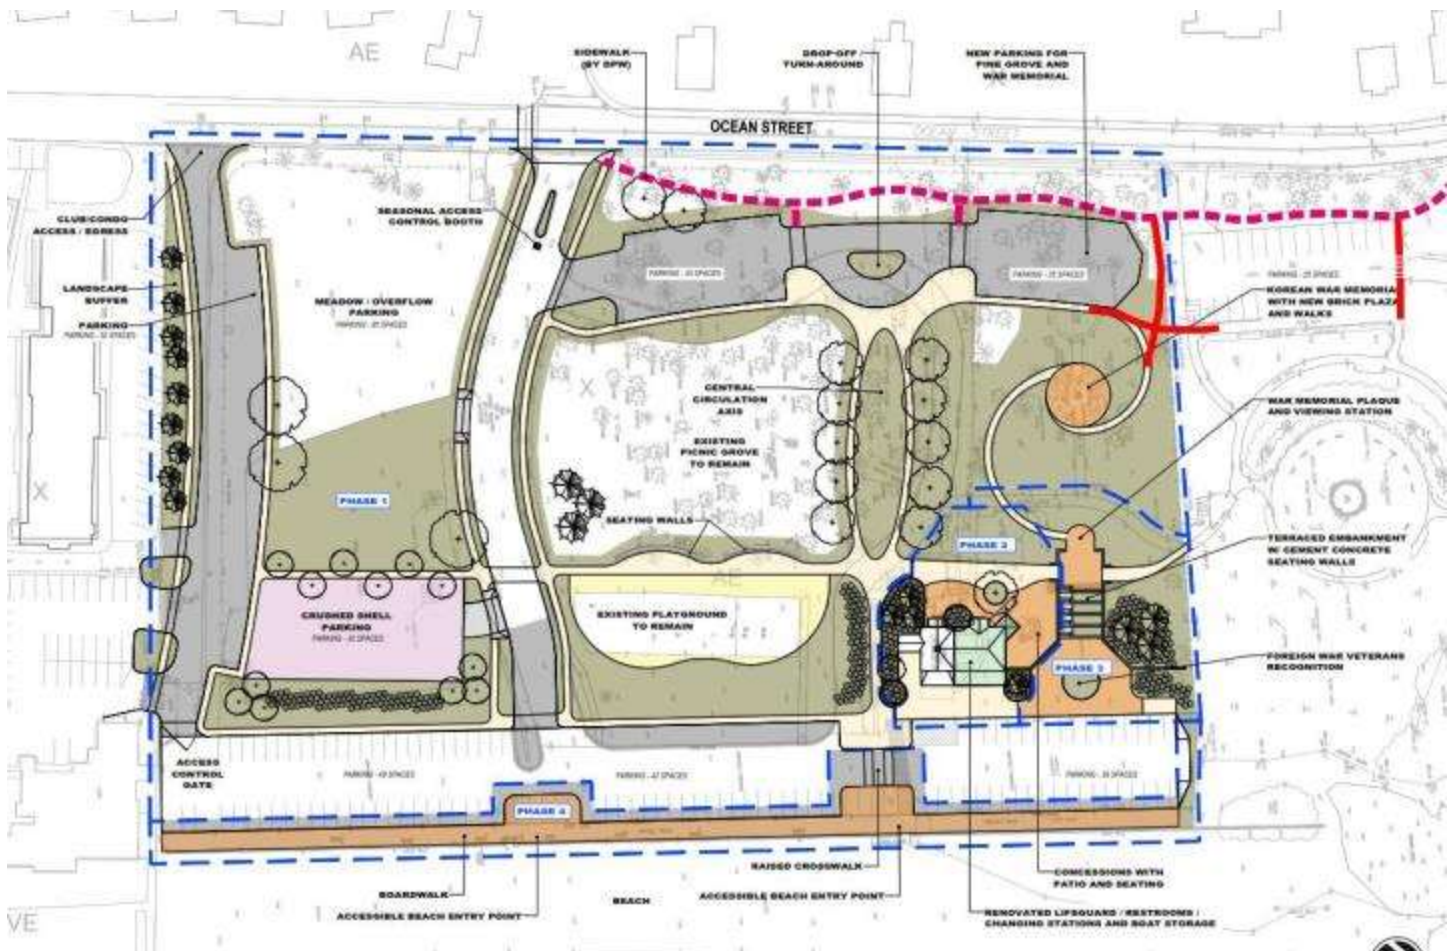 AE
SIDEWALK
(BY DPW)
DROP-OFF /
TURN-AROUND
NEW PARKING FOR
PINE GROVE AND
WAR MEMORIAL
OCEAN STREET
OCEAN STREET
CLUB/CONDO
ACCESS / EGRESS
SEASONAL ACCESS
CONTROL BOOTH
LANDSCAPE
BUFFER
PARKING
MEADOW / OVERFLOW
PARKING
KOREAN WAR MEMORIA
WITH NEW BRICK PLAZA
AND WALKS
CENTRAL
CIRCULATION
AXIS
WAR MEMORIAL PLAQUE
AND VIEWING STATION
X
X
EXISTING
PICNIC GROVE
TO REMAIN
PHASE 1
SEATING WALLS
PHASE 2
TERRACED EMBANKMENT
W/ CEMENT CONCRETE
SEATING WALLS
AE
CRUSHED SHELL
PARKING
EXISTING PLAYGROUND
TO REMAIN
PHASE 3
FOREIGN WAR VETERANS
RECOGNITION
ACCESS
CONTROL
GATE
PHASE 4
RAISED CROSSWALK
CONCESSIONS WITH
PATIO AND SEATING
BOARDWALK
ACCESSIBLE BEACH ENTRY POINT
BEACH
ACCESSIBLE BEACH ENTRY POINT
RENOVATED LIFEGUARD / RESTROOMS /
CHANGING STATIONS AND BOAT STORAGE
VE